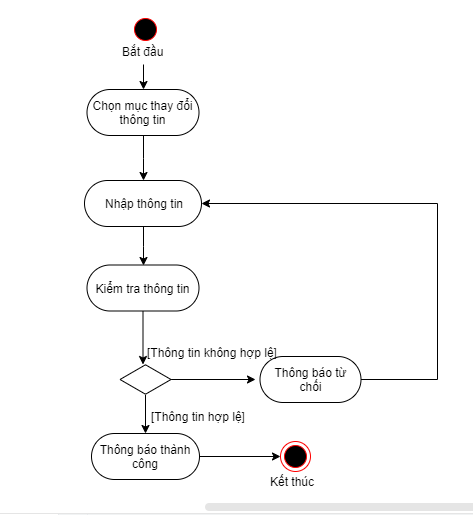 Bắt đầu
Chọn mục thay đổi
thông tin
Nhập thông tin
Kiểm tra thông tin
[Thông tin không hợp lệ]
Thông báo từ
chối
[Thông tin hợp lệ]
Thông báo thành
công
Kết thúc